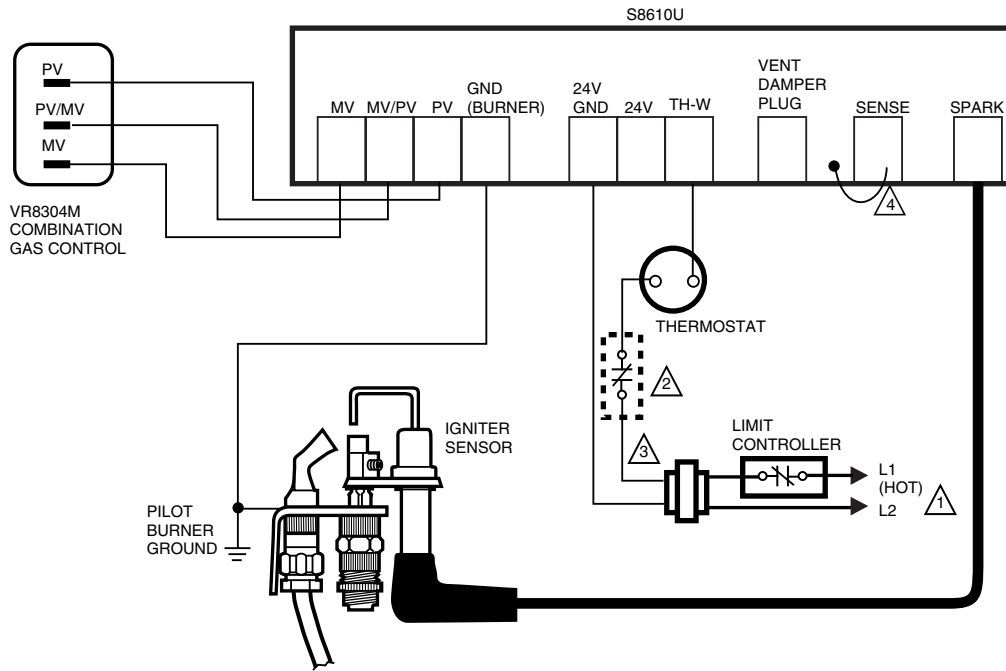 S8610U
PV
PV/MV
MV
VR8304M
COMBINATION
GAS CONTROL
MV
MV/PV
PV
GND
(BURNER)
24V
GND
24V
TH-W
VENT
DAMPER
PLUG
SENSE
SPARK
4
THERMOSTAT
2
3
LIMIT
CONTROLLER
L1
(HOT)
L2
1
IGNITER
SENSOR
PILOT
BURNER
GROUND